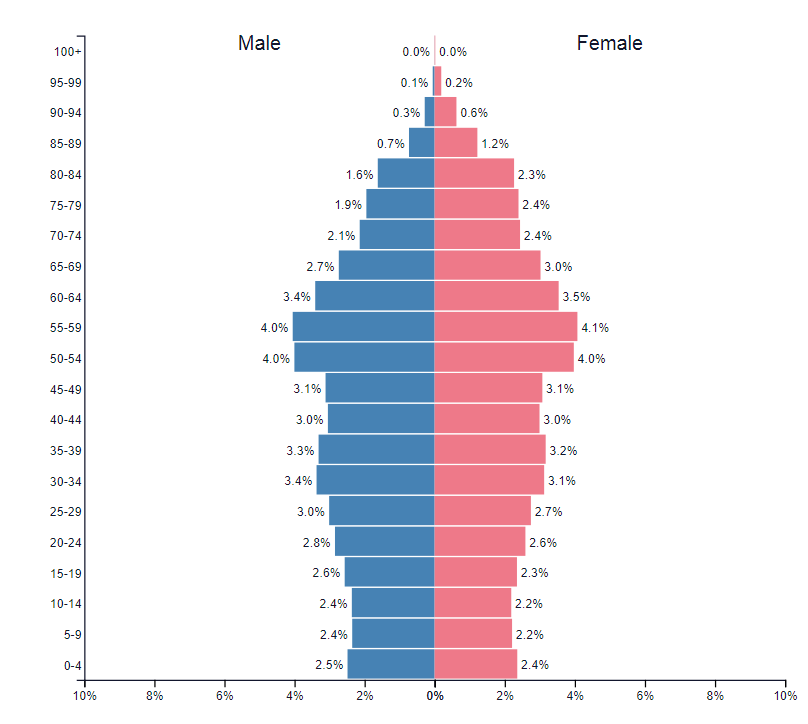 Male Female
100+ 0.0% 0.0%
95-99 0.1% 0.2%
90-94 0.3% 0.6%
85-89 0.7% 1.2%
80-84 1.6% 2.3%
75-79 1.9% 2.4%
70-74 2.1% 2.4%
65-69 2.7% 3.0%
60-64 3.4% 3.5%
55-59 4.0% 4.1%
50-54 4.0% 4.0%
45-49 3.1% 3.1%
40-44 3.0% 3.0%
35-39 3.3% 3.2%
30-34 3.4% 3.1%
25-29 3.0% 2.7%
20-24 2.8% 2.6%
15-19 2.6% 2.3%
10-14 2.4% 2.2%
5-9 2.4% 2.2%
0-4 2.5% 2.4%
10% 8% 6% 4% 2% 0% 2% 4% 6% 8% 10%